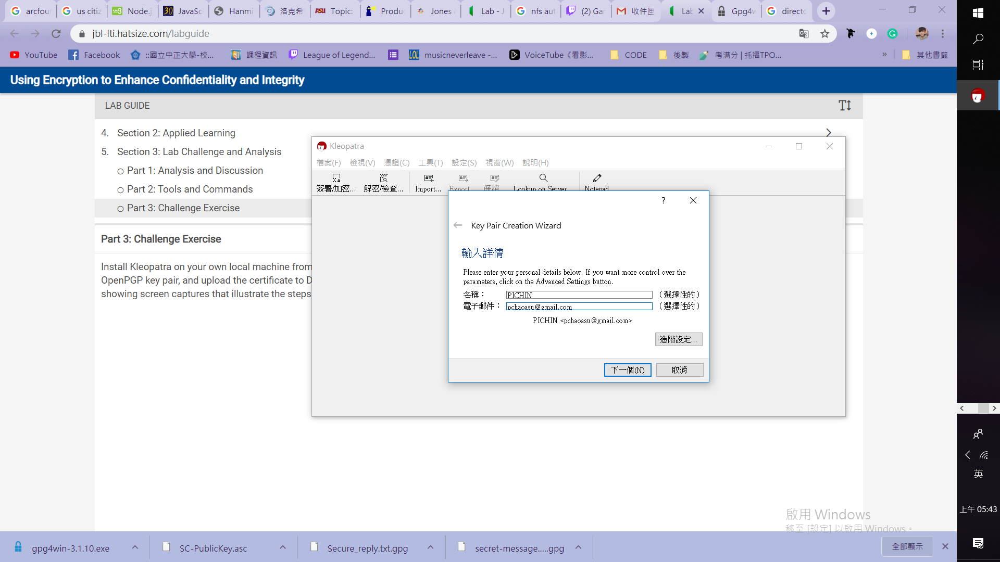 arcfour
us citiz
Node.j
JavaSc
Hanmi
洛克希
ASU Topic:
Produc
Jones
Lab - J
nfs aut
(2) Gar
收件匣
Lab
Gpg4w
directo
jbl-lti.hatsize.com/labguide
YouTube
Facebook
::國立中正大學-校...
課程資訊
League of Legend...
musicneverleave -...
VoiceTube《看影...
CODE
後製
考满分 | 托福TPO...
»
其他書籤
Using Encryption to Enhance Confidentiality and Integrity
LAB GUIDE
4. Section 2: Applied Learning
5. Section 3: Lab Challenge and Analysis
Part 1: Analysis and Discussion
Part 2: Tools and Commands
Part 3: Challenge Exercise
Part 3: Challenge Exercise
Install Kleopatra on your own local machine from
OpenPGP key pair, and upload the certificate to D
showing screen captures that illustrate the steps
Kleopatra
檔案(F) 檢視(V) 憑證(C) 工具(T) 設定(S) 視窗(W) 說明(H)
簽署/加密... 解密/檢查... Import... Export... 保證... Lookup on Server... Notepad
?
Key Pair Creation Wizard
輸入詳情
Please enter your personal details below. If you want more control over the
parameters, click on the Advanced Settings button.
名稱： PICHIN （選擇性的）
電子郵件： pchaoasu@gmail.com （選擇性的）
PICHIN <pchaoasu@gmail.com>
進階設定...
下一個(N) 取消
英
上午 05:43
啟用 Windows
移至 [設定] 以啟用 Windows。
gpg4win-3.1.10.exe
SC-PublicKey.asc
Secure_reply.txt.gpg
secret-message.....gpg
全部顯示